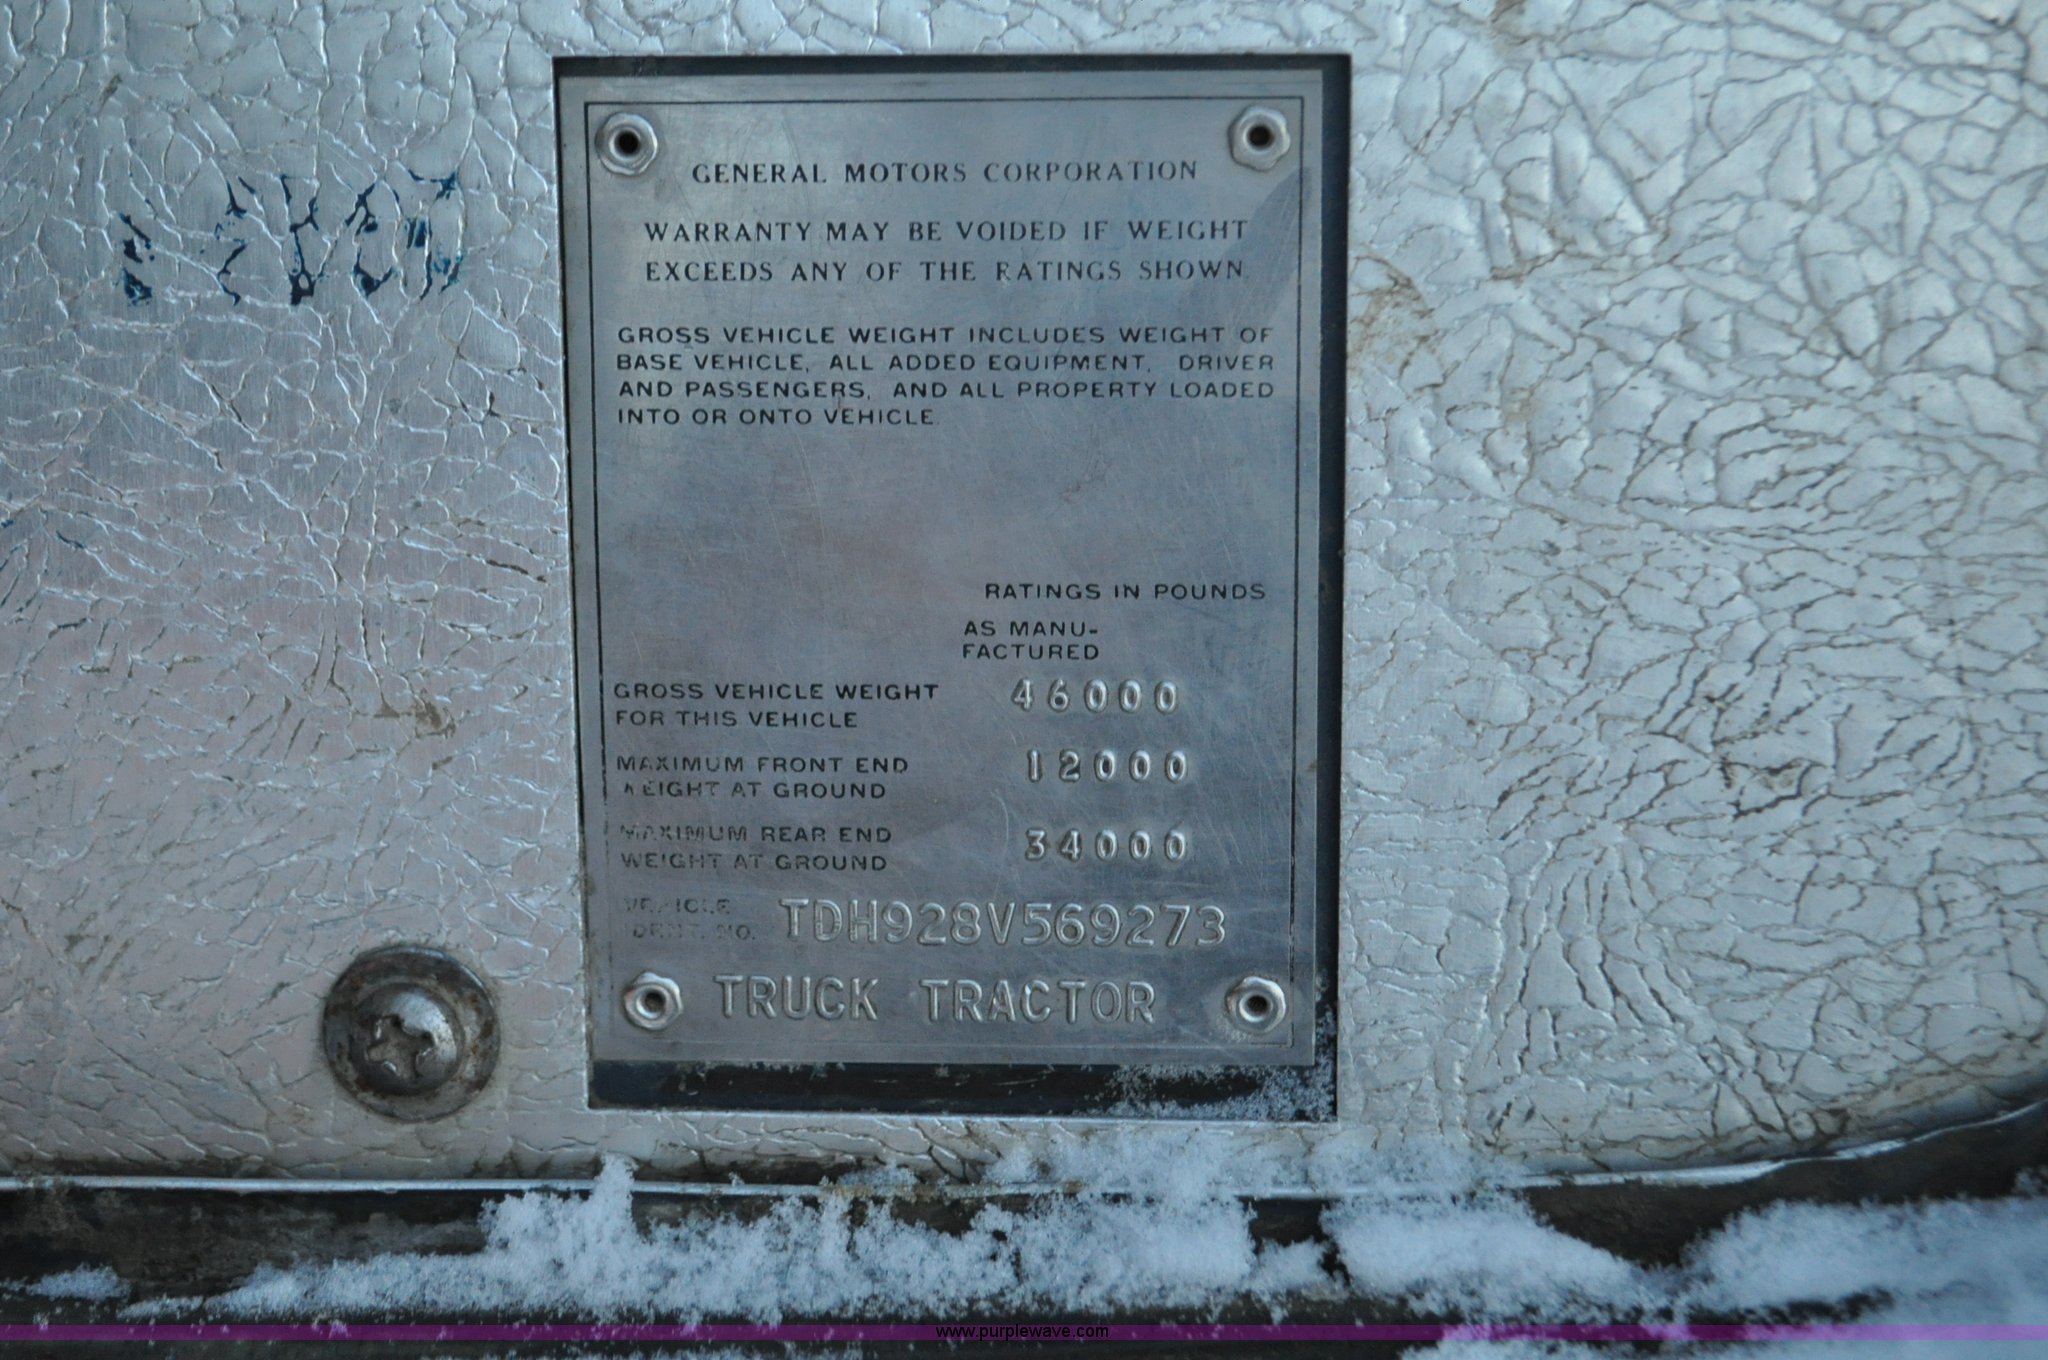 GENERAL MOTORS CORPORATION
WARRANTY MAY BE VOIDED IF WEIGHT
EXCEEDS ANY OF THE RATINGS SHOWN.
GROSS VEHICLE WEIGHT INCLUDES WEIGHT OF
BASE VEHICLE, ALL ADDED EQUIPMENT, DRIVER
AND PASSENGERS, AND ALL PROPERTY LOADED
INTO OR ONTO VEHICLE.
RATINGS IN POUNDS
AS MANU-
FACTURED
GROSS VEHICLE WEIGHT 46000
FOR THIS VEHICLE
MAXIMUM FRONT END 12000
WEIGHT AT GROUND
MAXIMUM REAR END 34000
WEIGHT AT GROUND
VEHICLE
IDENT. NO. TDH928V569273
TRUCK TRACTOR
www.purplewave.com